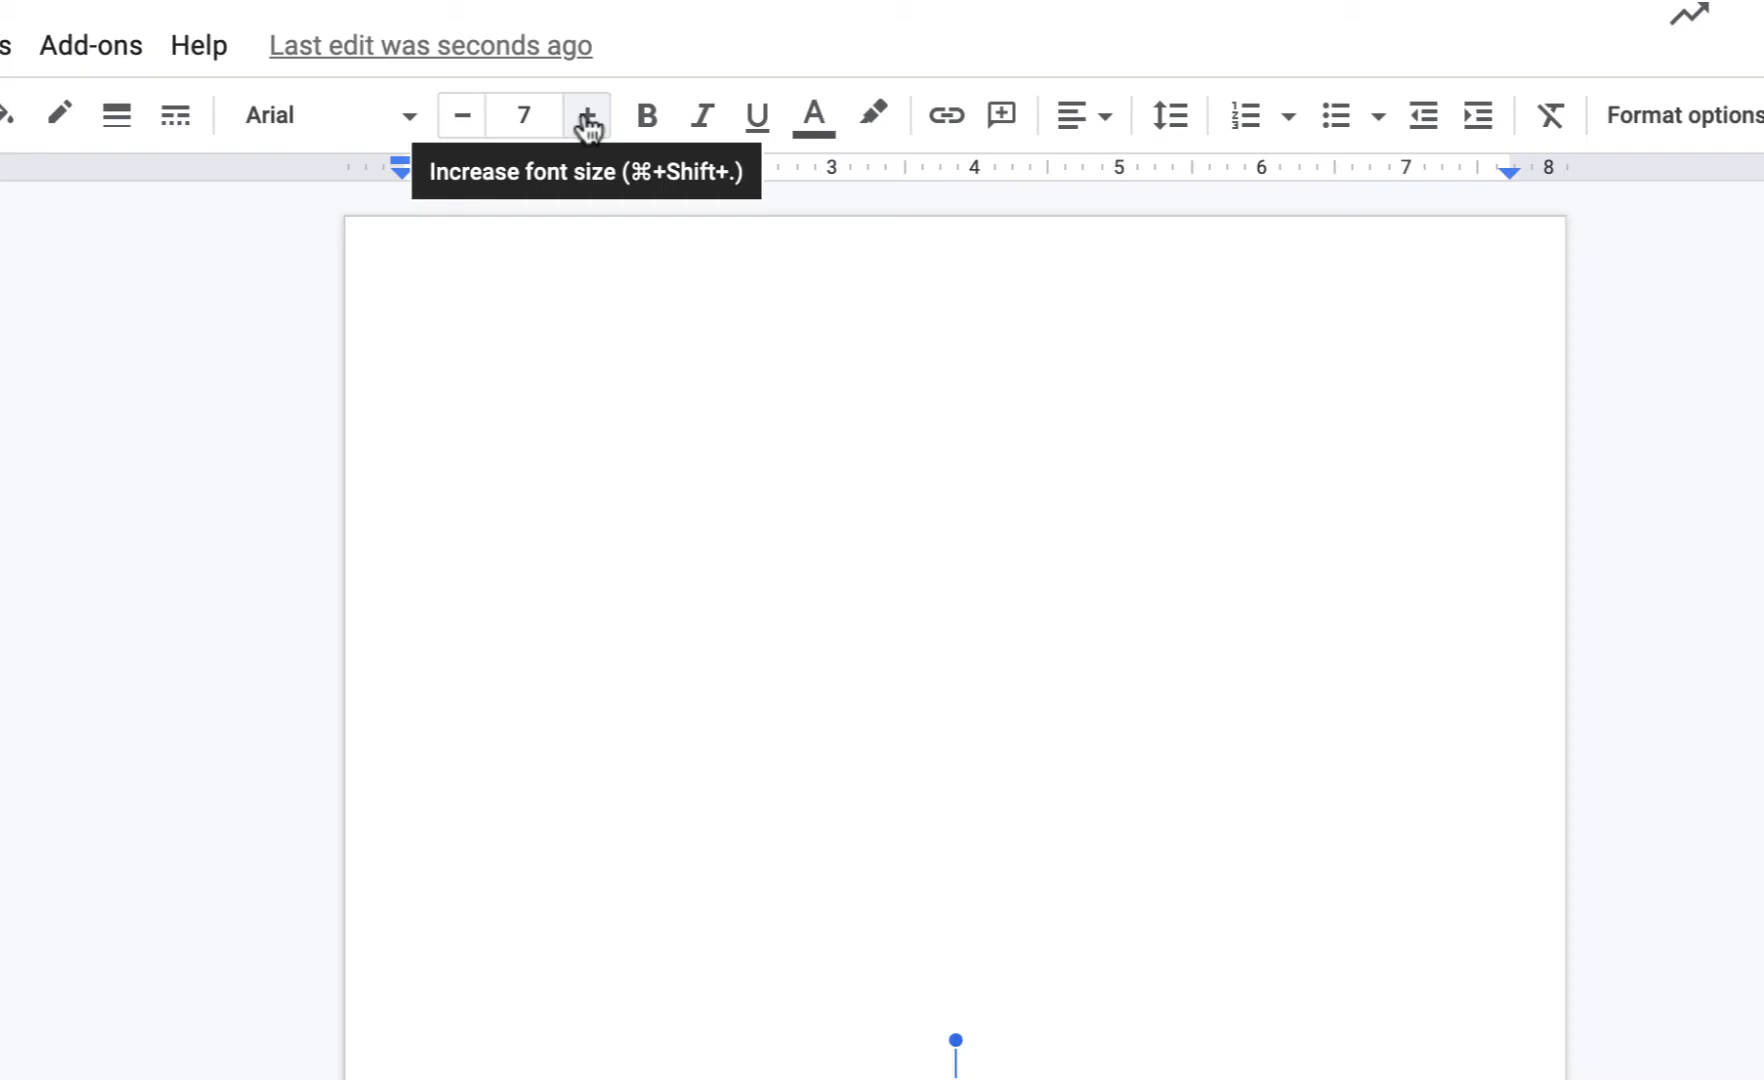 s Add-ons Help Last edit was seconds ago
Arial 7 Format options
Increase font size (⌘+Shift+.) 3 4 5 6 7 8